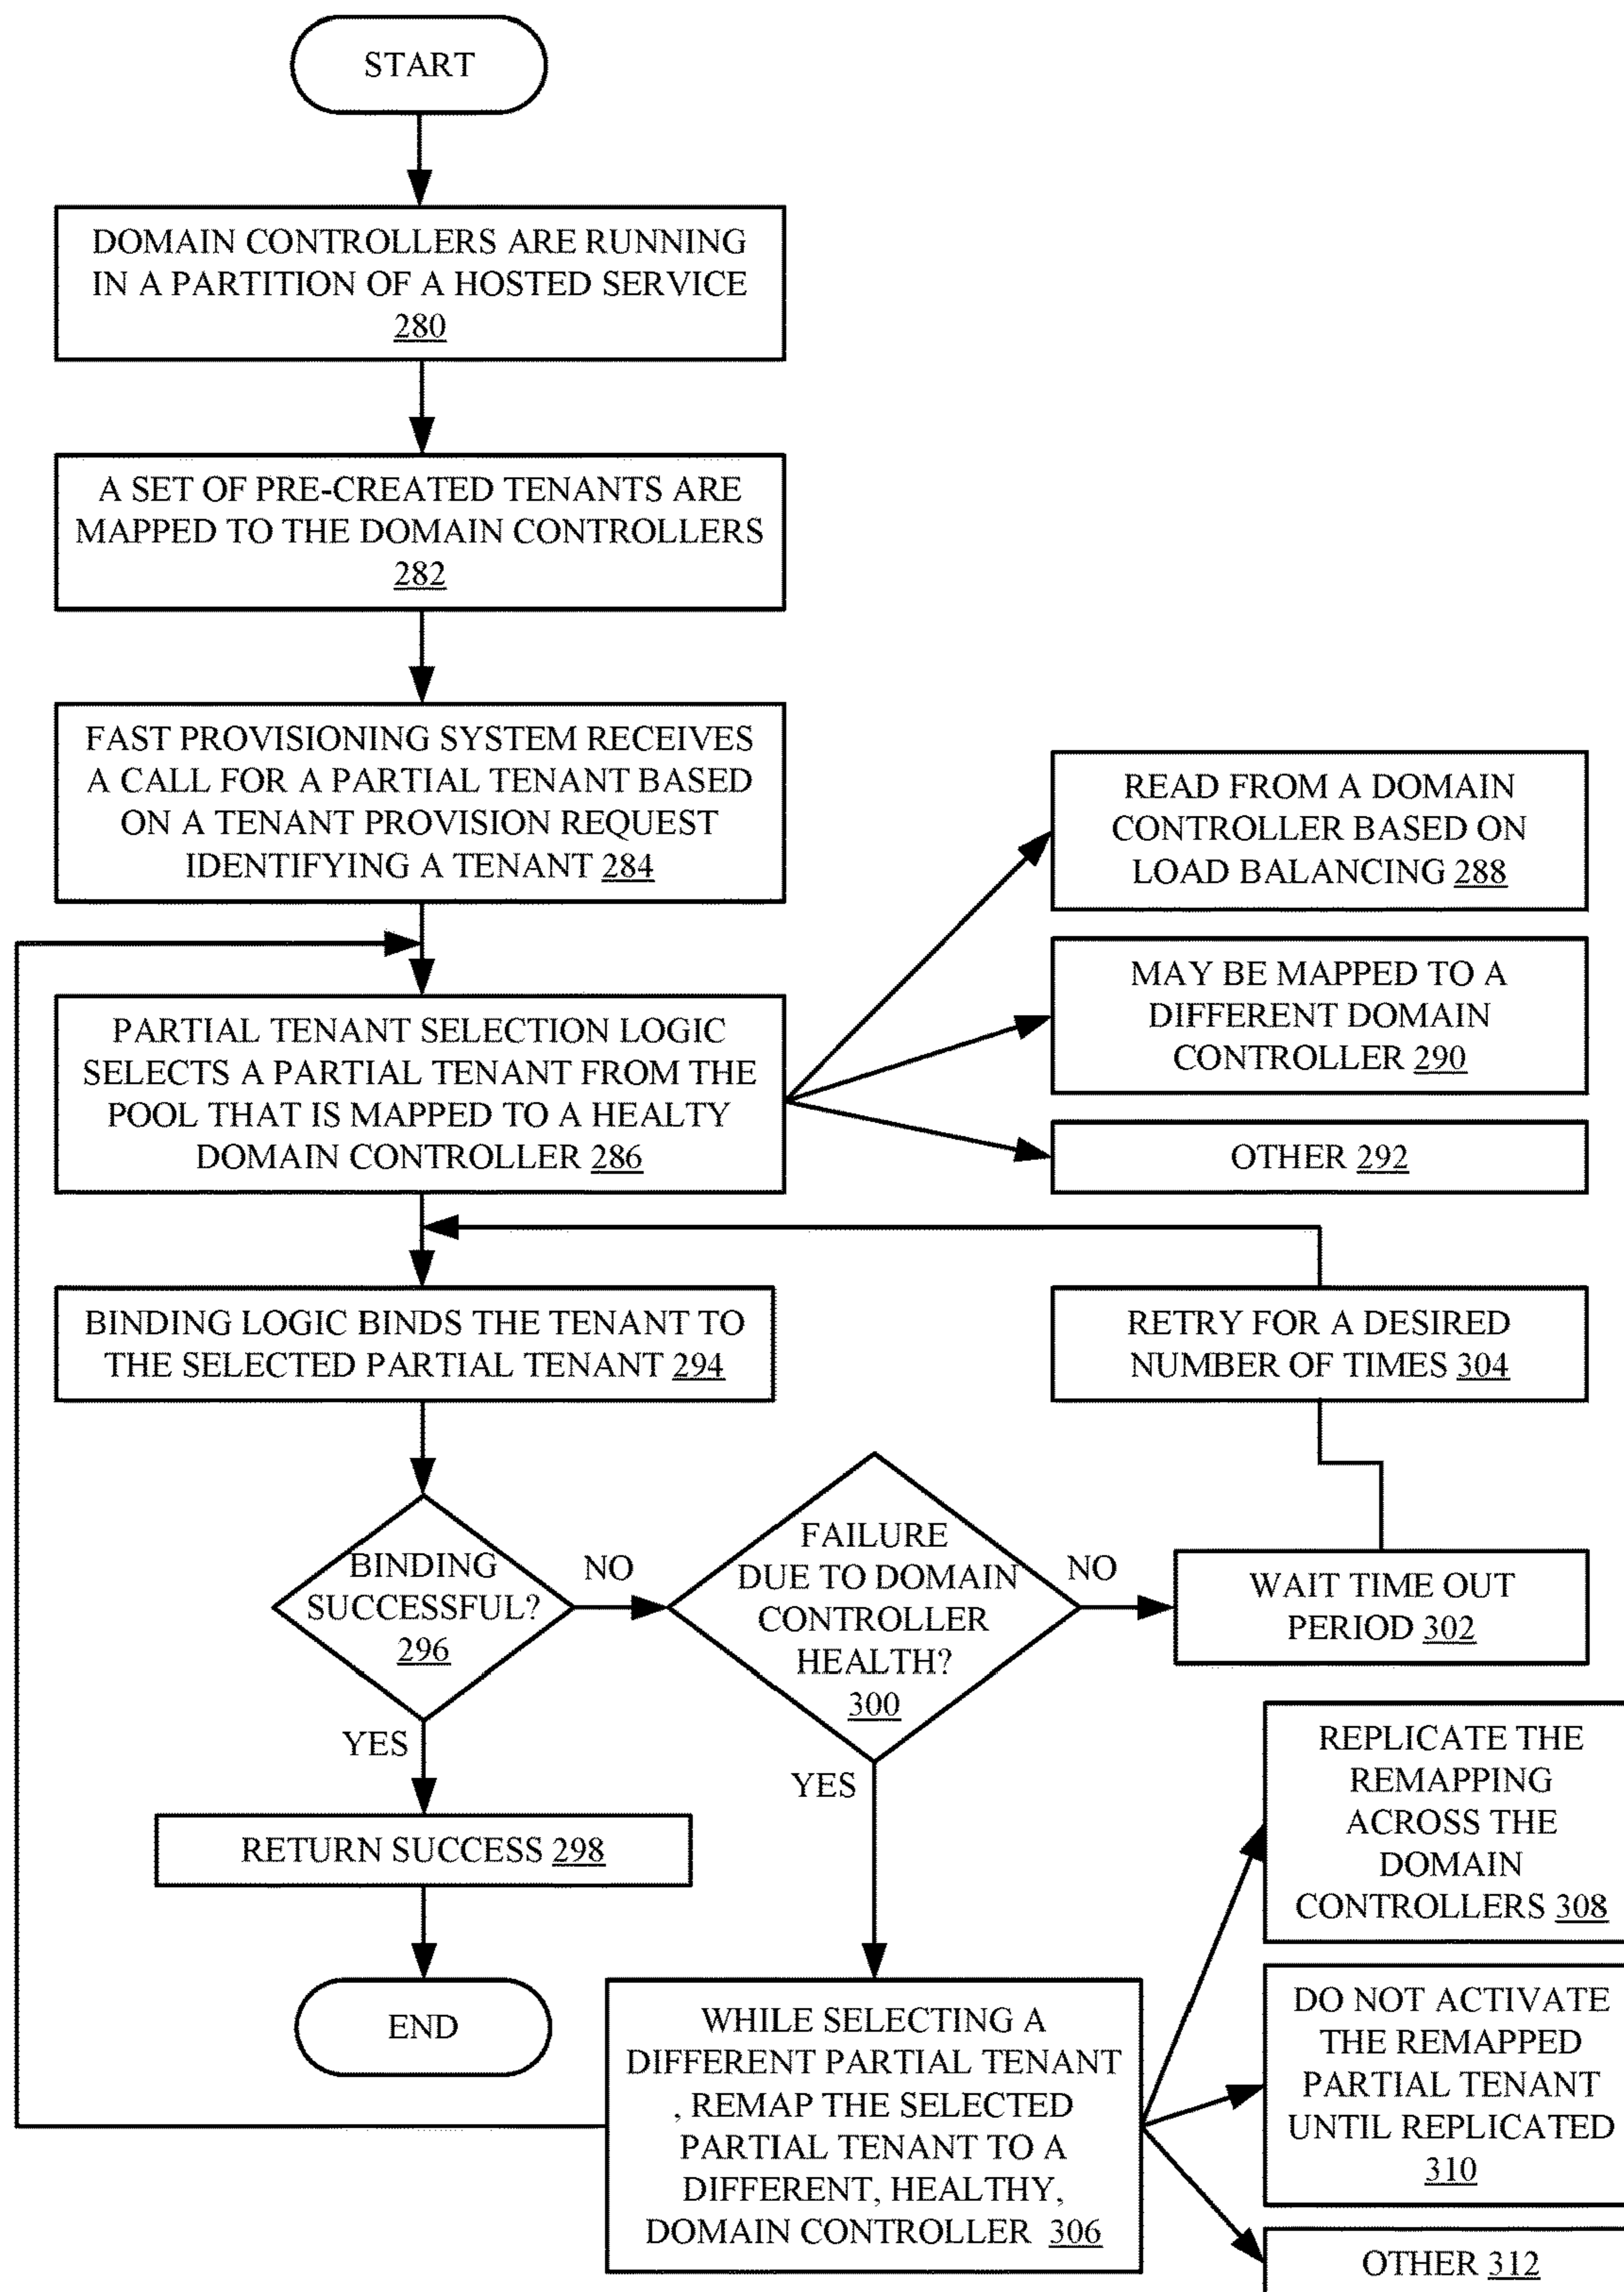 START
DOMAIN CONTROLLERS ARE RUNNING
IN A PARTITION OF A HOSTED SERVICE
280
A SET OF PRE-CREATED TENANTS ARE
MAPPED TO THE DOMAIN CONTROLLERS
282
FAST PROVISIONING SYSTEM RECEIVES
A CALL FOR A PARTIAL TENANT BASED
ON A TENANT PROVISION REQUEST
IDENTIFYING A TENANT 284
READ FROM A DOMAIN
CONTROLLER BASED ON
LOAD BALANCING 288
MAY BE MAPPED TO A
DIFFERENT DOMAIN
CONTROLLER 290
PARTIAL TENANT SELECTION LOGIC
SELECTS A PARTIAL TENANT FROM THE
POOL THAT IS MAPPED TO A HEALTY
DOMAIN CONTROLLER 286
OTHER 292
BINDING LOGIC BINDS THE TENANT TO
THE SELECTED PARTIAL TENANT 294
RETRY FOR A DESIRED
NUMBER OF TIMES 304
BINDING
SUCCESSFUL?
296
NO
FAILURE
DUE TO DOMAIN
CONTROLLER
HEALTH?
300
NO
WAIT TIME OUT
PERIOD 302
YES
YES
RETURN SUCCESS 298
END
REPLICATE THE
REMAPPING
ACROSS THE
DOMAIN
CONTROLLERS 308
WHILE SELECTING A
DIFFERENT PARTIAL TENANT
, REMAP THE SELECTED
PARTIAL TENANT TO A
DIFFERENT, HEALTHY,
DOMAIN CONTROLLER 306
DO NOT ACTIVATE
THE REMAPPED
PARTIAL TENANT
UNTIL REPLICATED
310
OTHER 312